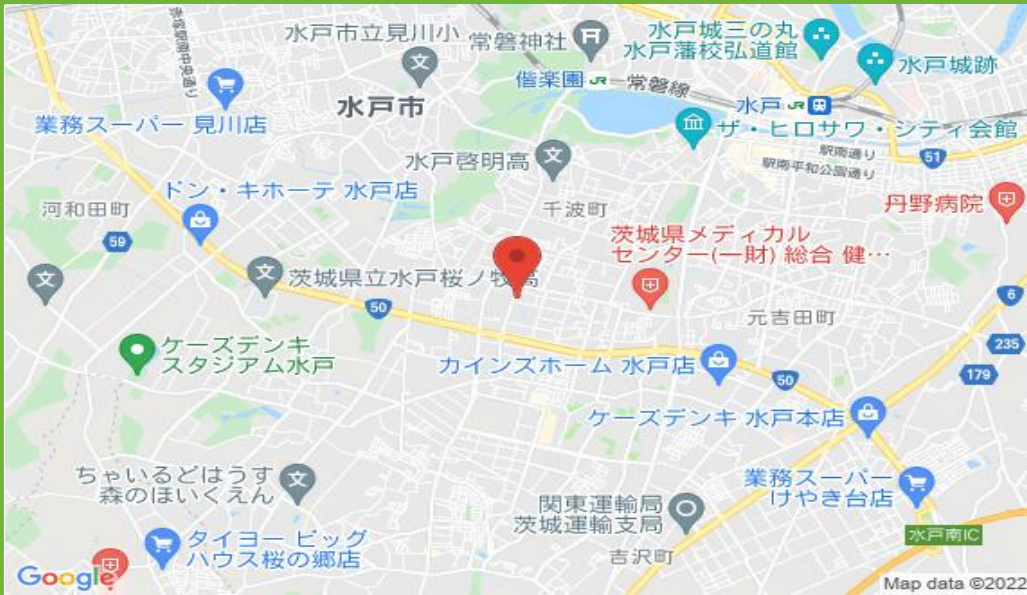 赤塚駅南中央通り
水戸市立見川小
常磐神社
水戸城三の丸
水戸藩校弘道館
水戸城跡
偕楽園 JR
常磐線
水戸市
業務スーパー 見川店
水戸 JR
ザ・ヒロサワ・シティ会館
駅南通り
51
駅南平和公園通り
水戸啓明高
ドン・キホーテ 水戸店
河和田町
千波町
丹野病院
59
茨城県メディカル
センター(一財) 総合 健…
茨城県立水戸桜ノ牧高
50
6
元吉田町
ケーズデンキ
スタジアム水戸
235
カインズホーム 水戸店
50
179
ケーズデンキ 水戸本店
ちゃいるどはうす
森のほいくえん
業務スーパー
けやき台店
関東運輸局
茨城運輸支局
タイヨー ビッグ
ハウス桜の郷店
水戸南IC
吉沢町
Google
Map data ©2022